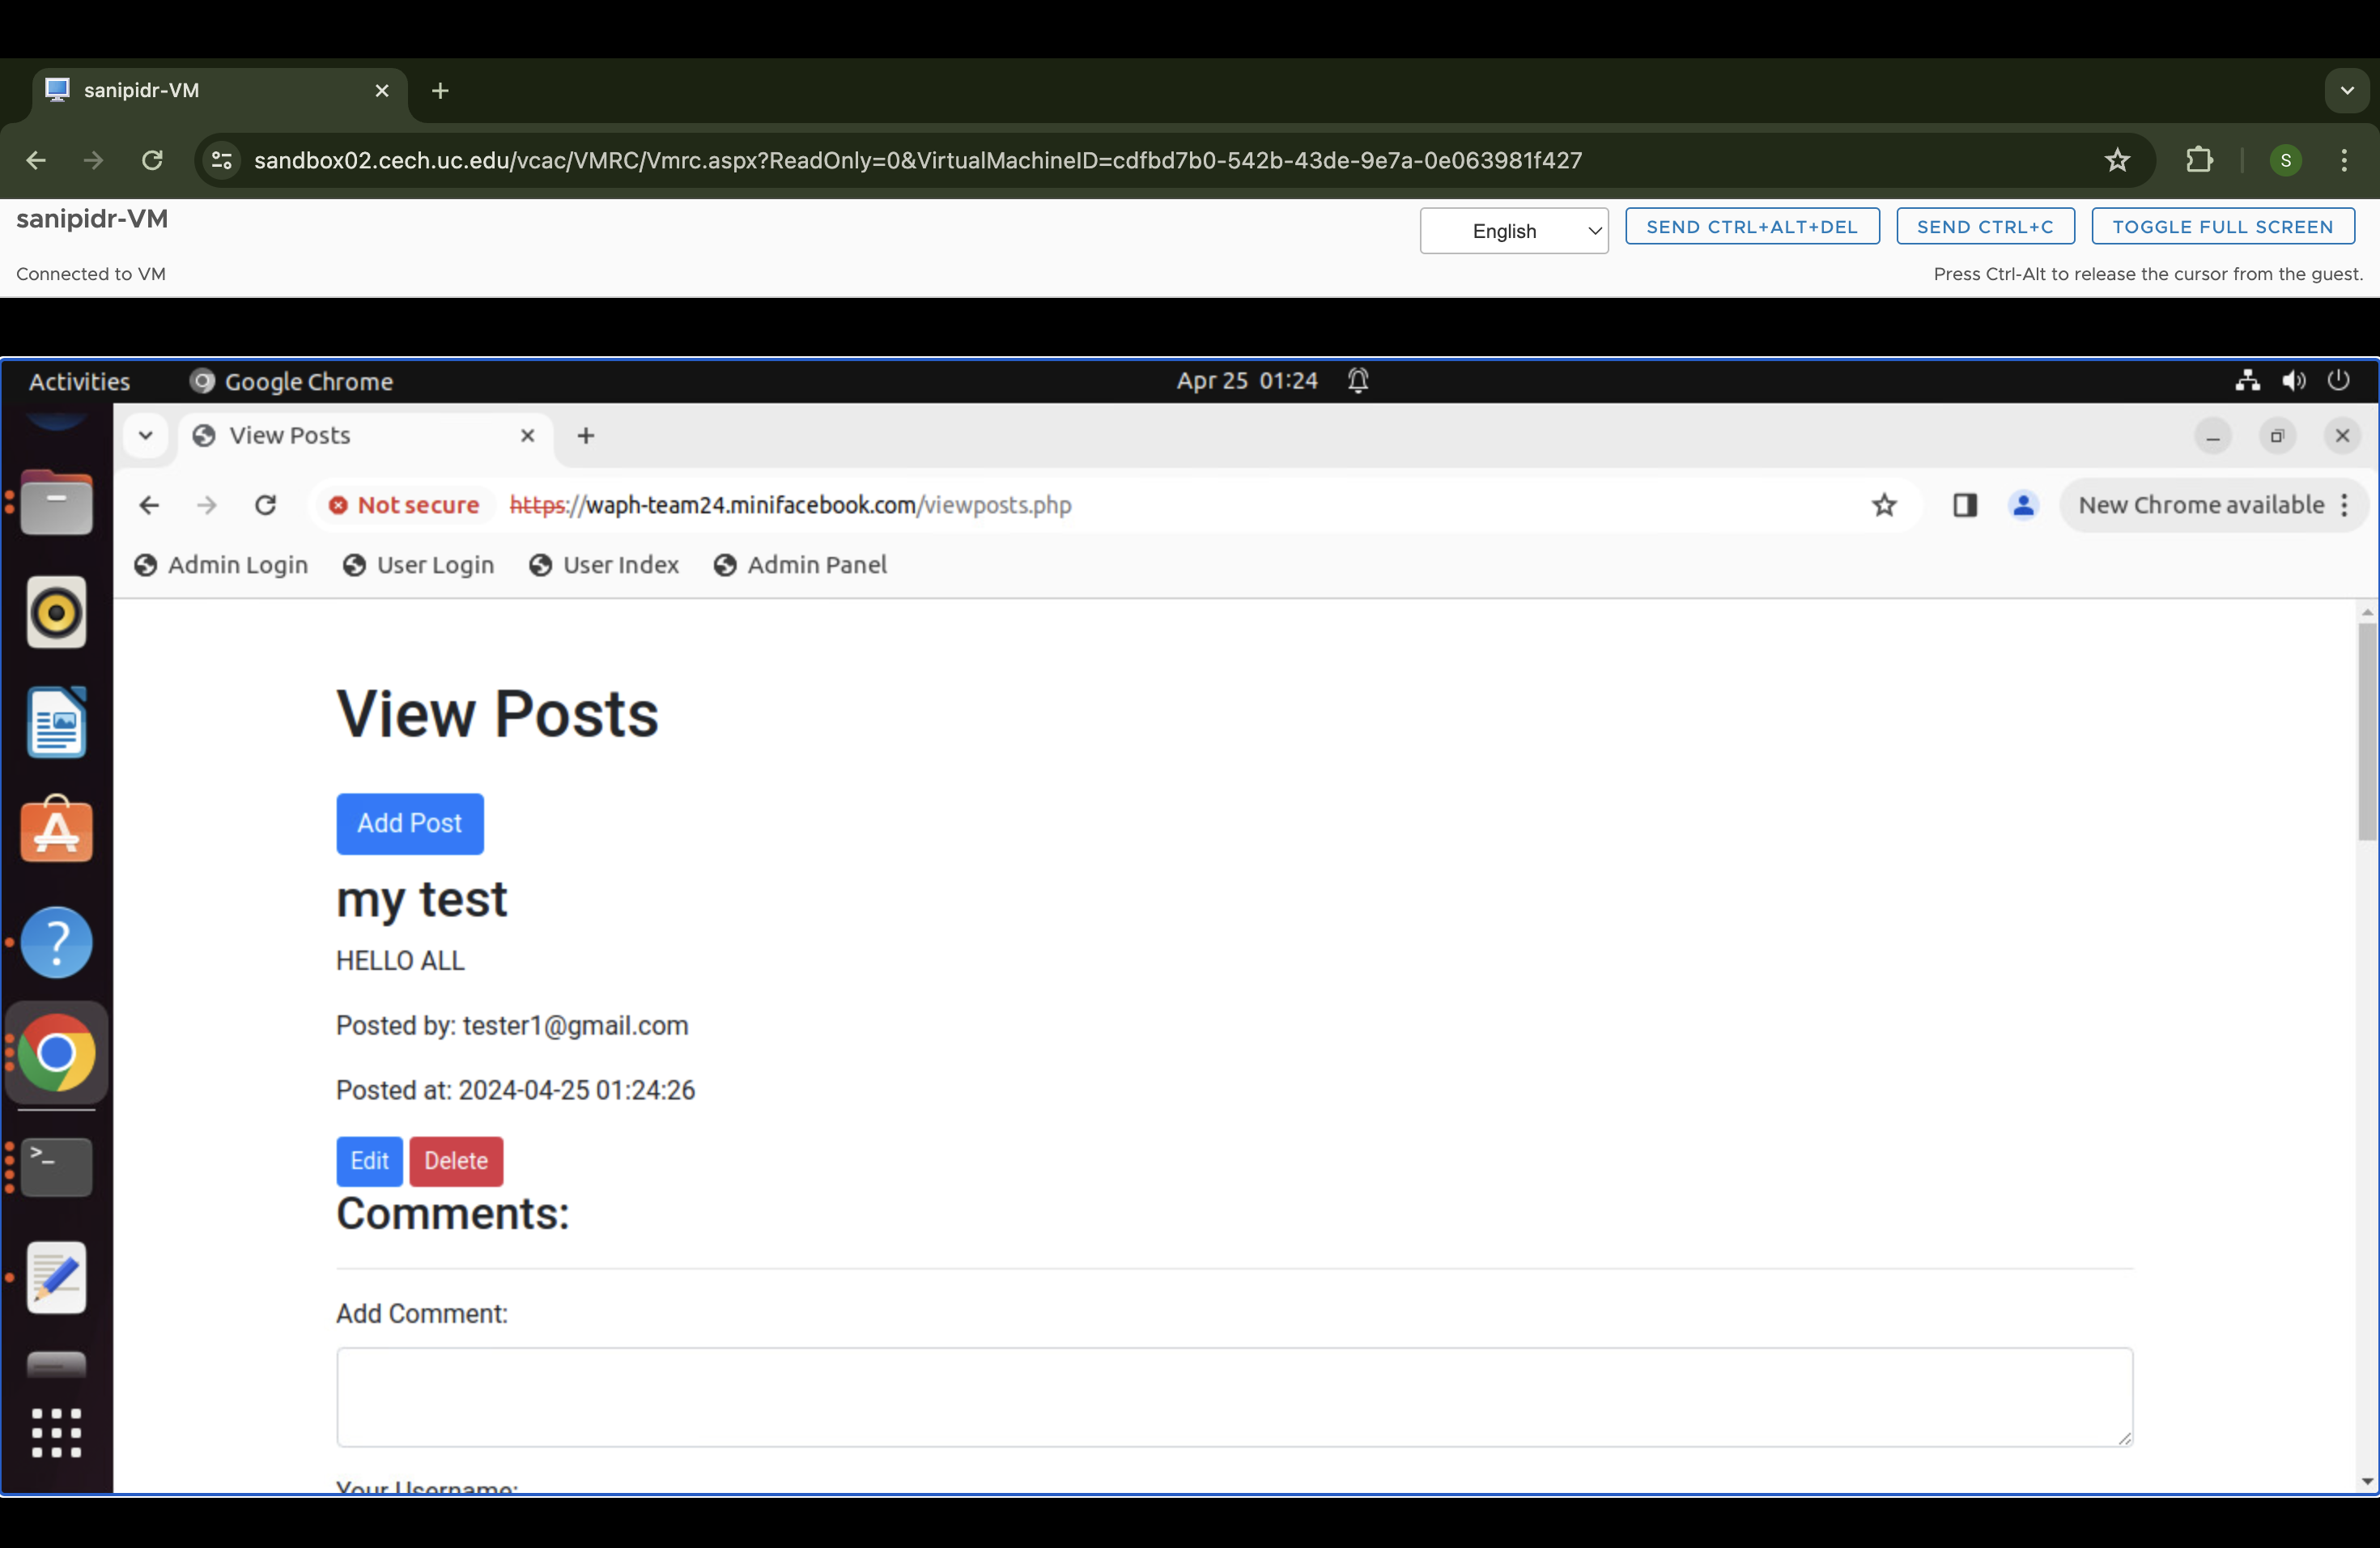 sanipidr-VM
sandbox02.cech.uc.edu/vcac/VMRC/Vmrc.aspx?ReadOnly=0&VirtualMachineID=cdfbd7b0-542b-43de-9e7a-0e063981f427
S
sanipidr-VM
English
SEND CTRL+ALT+DEL
SEND CTRL+C
TOGGLE FULL SCREEN
Connected to VM
Press Ctrl-Alt to release the cursor from the guest.
Activities
Google Chrome
Apr 25 01:24
View Posts
Not secure
https://waph-team24.minifacebook.com/viewposts.php
New Chrome available
Admin Login
User Login
User Index
Admin Panel
View Posts
Add Post
my test
HELLO ALL
Posted by: tester1@gmail.com
Posted at: 2024-04-25 01:24:26
Edit
Delete
Comments:
Add Comment:
Your Username: